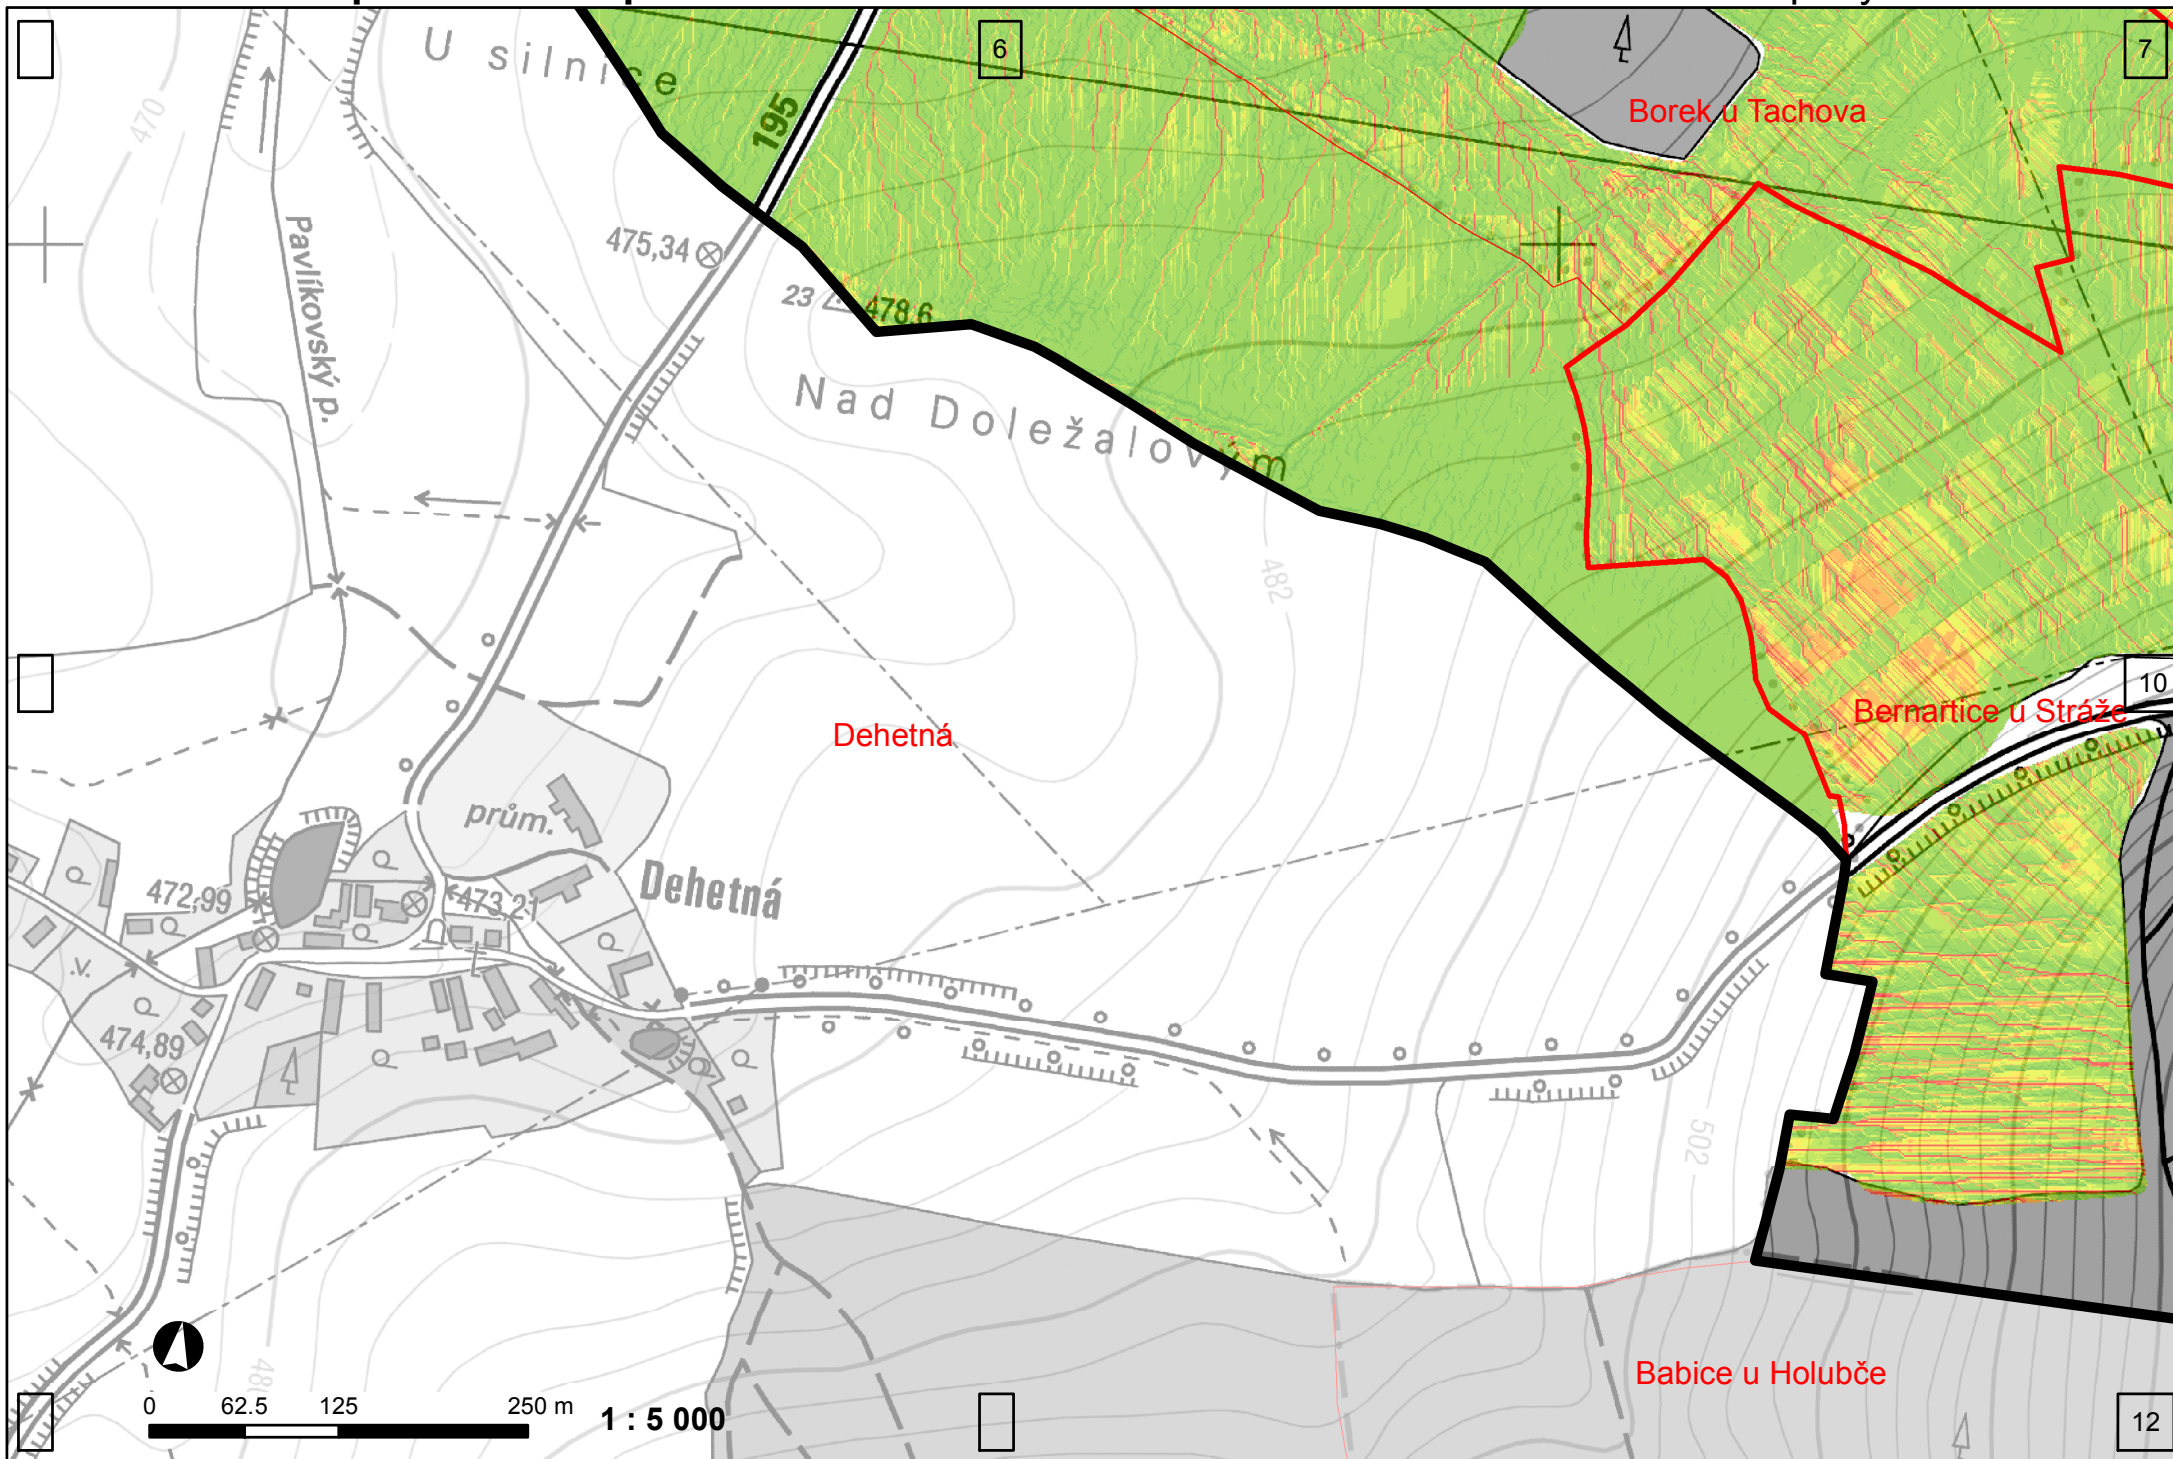 6
7
U silnice
470
195
Borek u Tachova
Pavlíkovský p.
475,34
23
478,6
Nad Doležalovým
482
10
Bernartice u Stráže
Dehetná
prům.
Dehetná
472,99
473,21
.v.
474,89
502
Babice u Holubče
48
0 62.5 125 250 m
1 : 5 000
12